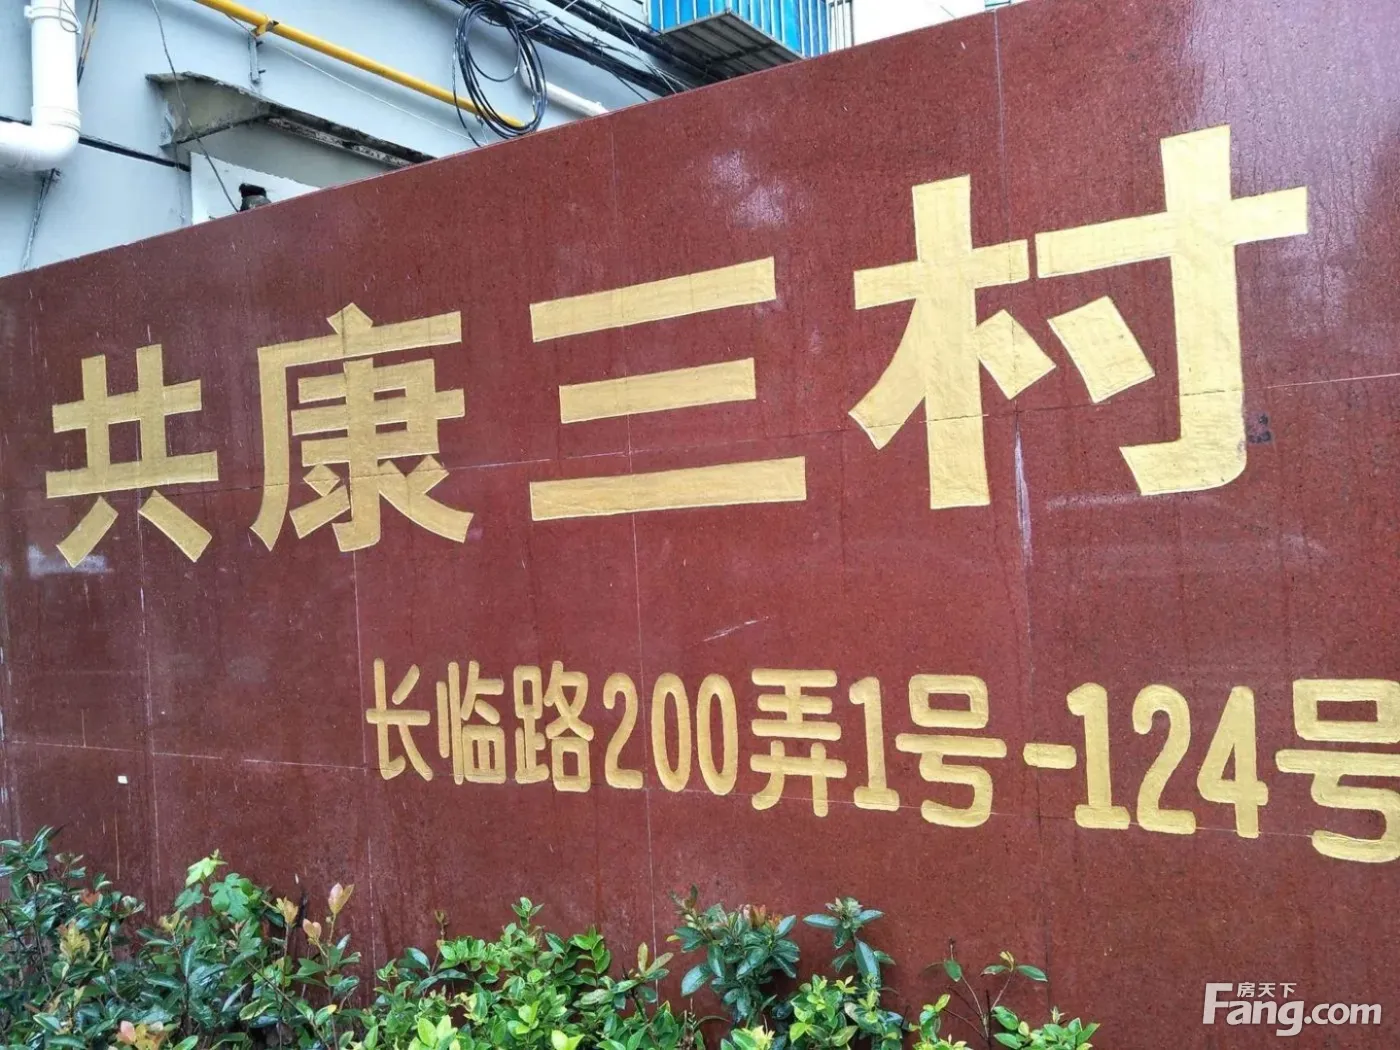 共康三村
长临路200弄1号-124号
房天下
Fang.com